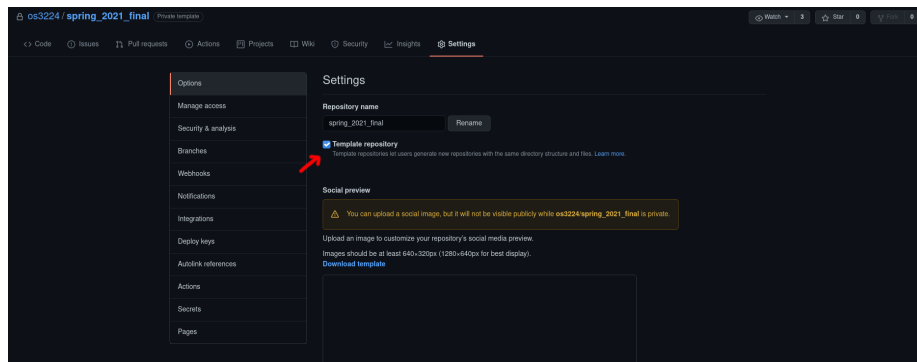 os3224 / spring_2021_final Private template
Watch 3 Star 0 Fork 0
Code Issues Pull requests Actions Projects Wiki Security Insights Settings
Options
Manage access
Security & analysis
Branches
Webhooks
Notifications
Integrations
Deploy keys
Autolink references
Actions
Secrets
Pages
Settings
Repository name
spring_2021_final Rename
Template repository
Template repositories let users generate new repositories with the same directory structure and files. Learn more.
Social preview
You can upload a social image, but it will not be visible publicly while os3224/spring_2021_final is private.
Upload an image to customize your repository's social media preview.
Images should be at least 640×320px (1280×640px for best display).
Download template